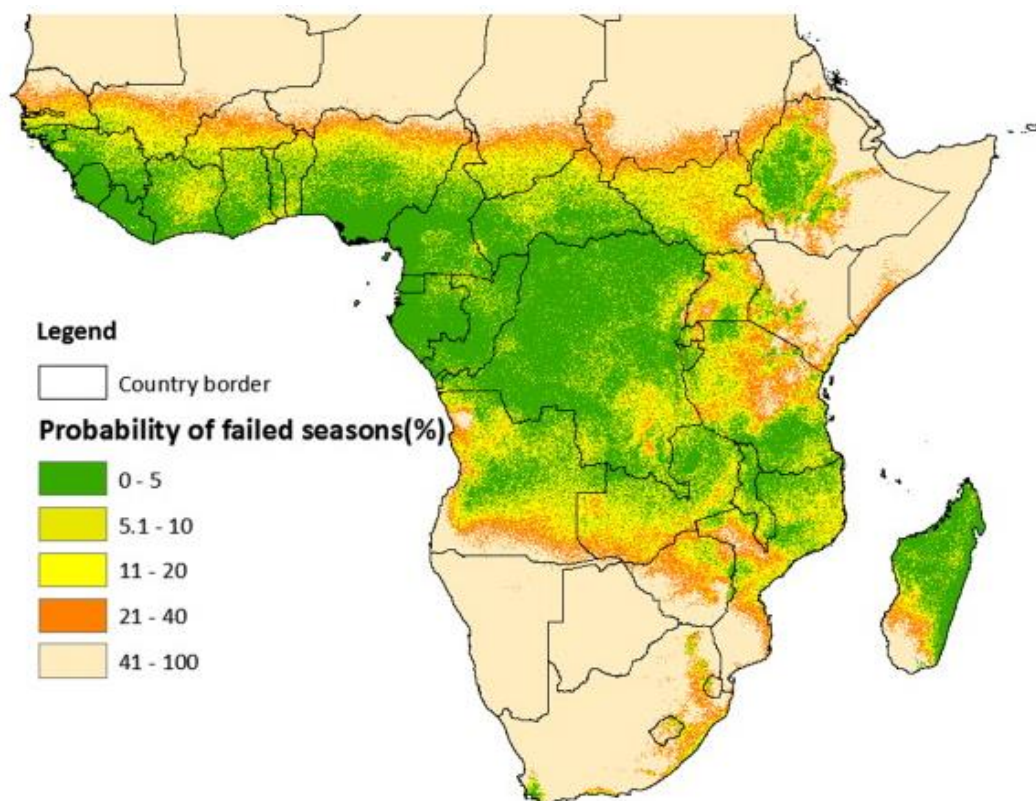 Legend
Country border
Probability of failed seasons(%)
0 - 5
5.1 - 10
11 - 20
21 - 40
41 - 100